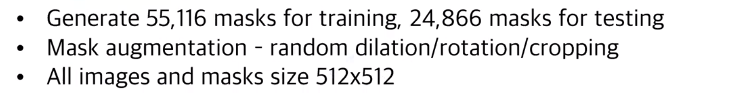 • Generate 55,116 masks for training, 24,866 masks for testing
• Mask augmentation - random dilation/rotation/cropping
• All images and masks size 512x512